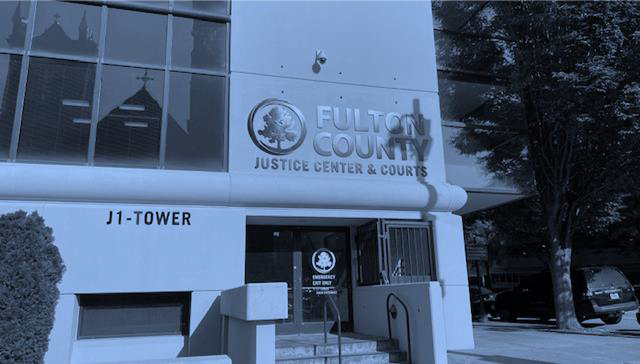 FULTON
COUNTY
JUSTICE CENTER & COURTS
J1-TOWER
EMERGENCY
EXIT ONLY